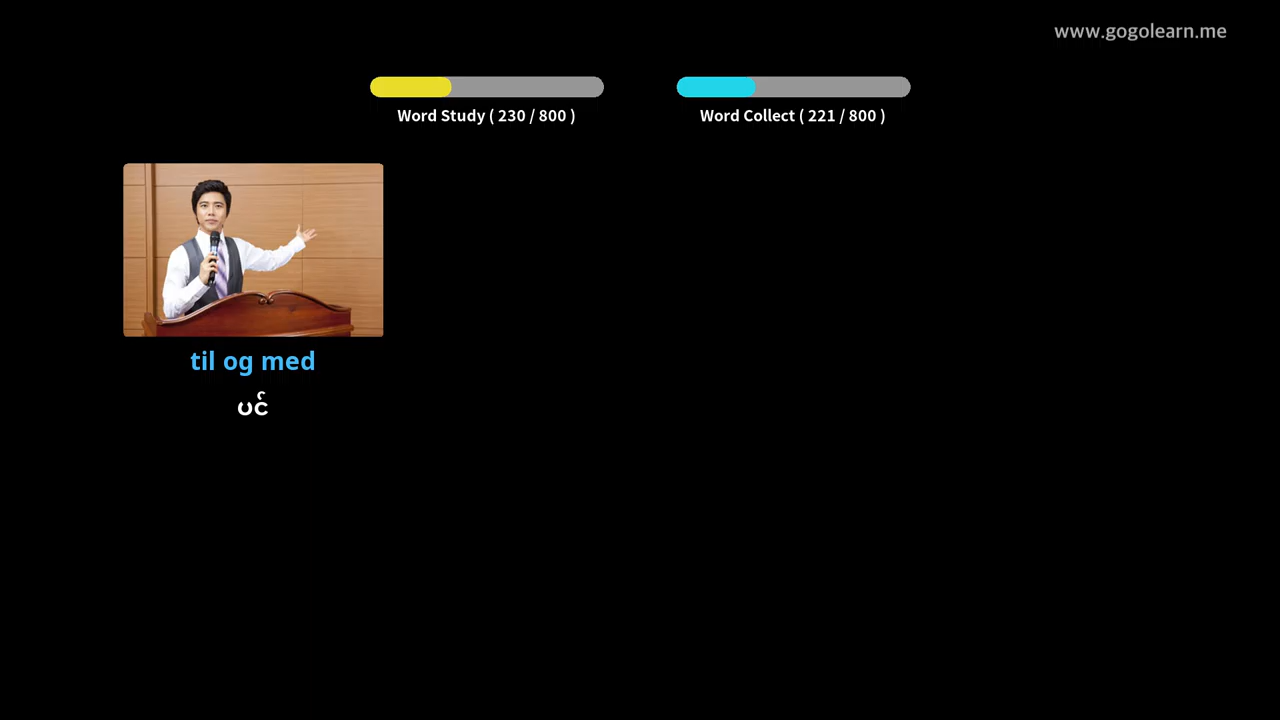 www.gogolearn.me
Word Study ( 230 / 800 )
Word Collect ( 221 / 800 )
til og med
ပင်